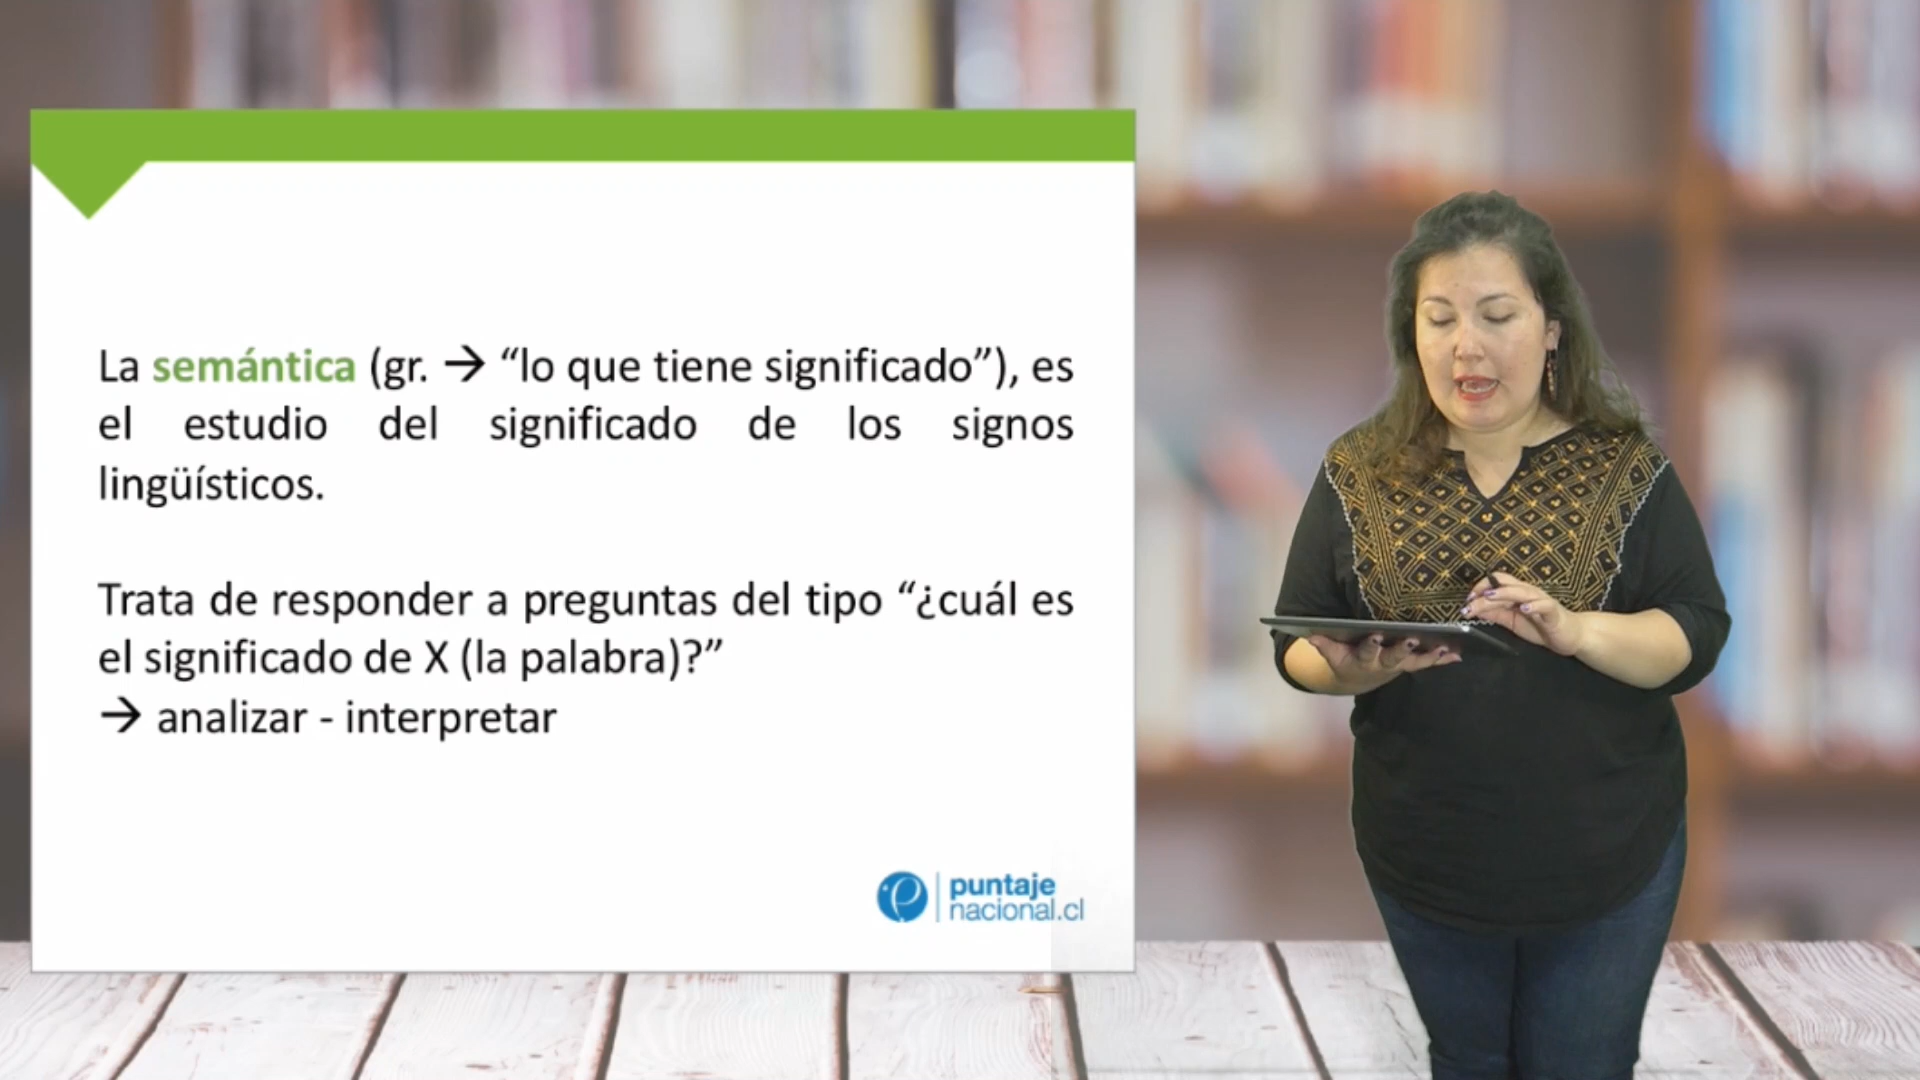 La semántica (gr. → “lo que tiene significado”), es
el estudio del significado de los signos
lingüísticos.
Trata de responder a preguntas del tipo “¿cuál es
el significado de X (la palabra)?”
→ analizar - interpretar
puntaje
nacional.cl